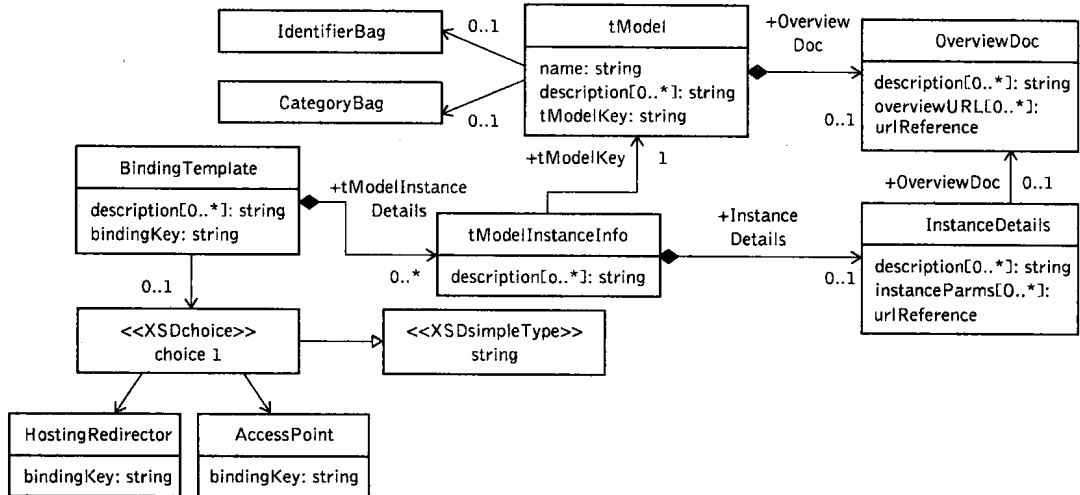 IdentifierBag
0..1
CategoryBag
0..1
tModel
name: string
description[0..*]: string
tModelKey: string
+Overview
Doc
0..1
OverviewDoc
description[0..*]: string
overviewURL[0..*]:
urlReference
+tModelKey
1
+OverviewDoc
0..1
BindingTemplate
description[0..*]: string
bindingKey: string
+tModelInstance
Details
0..*
tModelInstanceInfo
description[0..*]: string
+Instance
Details
0..1
InstanceDetails
description[0..*]: string
instanceParms[0..*]:
urlReference
0..1
<<XSDchoice>>
choice 1
<<XSDsimpleType>>
string
HostingRedirector
bindingKey: string
AccessPoint
bindingKey: string